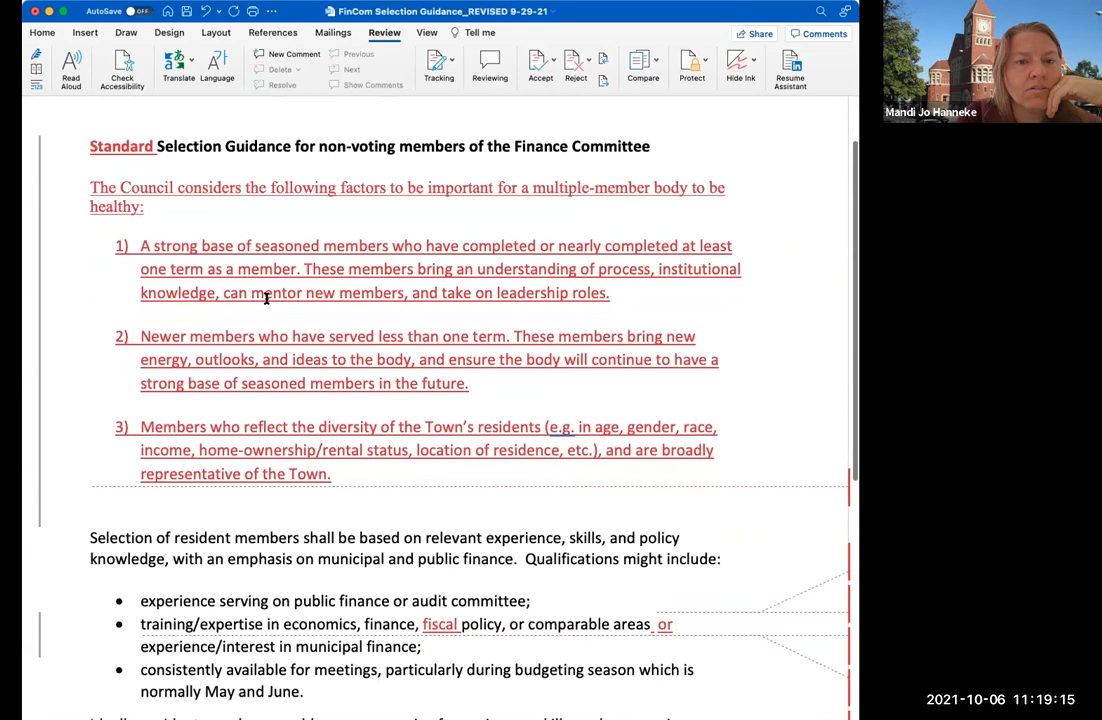 AutoSave OFF
FinCom Selection Guidance_REVISED 9-29-21
Home Insert Draw Design Layout References Mailings Review View Tell me Share Comments
Read Aloud
Check Accessibility
Translate
Language
New Comment
Delete
Resolve
Previous
Next
Show Comments
Tracking
Reviewing
Accept
Reject
Compare
Protect
Hide Ink
Resume Assistant
Mandi Jo Hanneke
Standard Selection Guidance for non-voting members of the Finance Committee
The Council considers the following factors to be important for a multiple-member body to be
healthy:
1) A strong base of seasoned members who have completed or nearly completed at least
one term as a member. These members bring an understanding of process, institutional
knowledge, can mentor new members, and take on leadership roles.
2) Newer members who have served less than one term. These members bring new
energy, outlooks, and ideas to the body, and ensure the body will continue to have a
strong base of seasoned members in the future.
3) Members who reflect the diversity of the Town's residents (e.g. in age, gender, race,
income, home-ownership/rental status, location of residence, etc.), and are broadly
representative of the Town.
Selection of resident members shall be based on relevant experience, skills, and policy
knowledge, with an emphasis on municipal and public finance. Qualifications might include:
• experience serving on public finance or audit committee;
• training/expertise in economics, finance, fiscal policy, or comparable areas or
experience/interest in municipal finance;
• consistently available for meetings, particularly during budgeting season which is
normally May and June.
2021-10-06 11:19:15